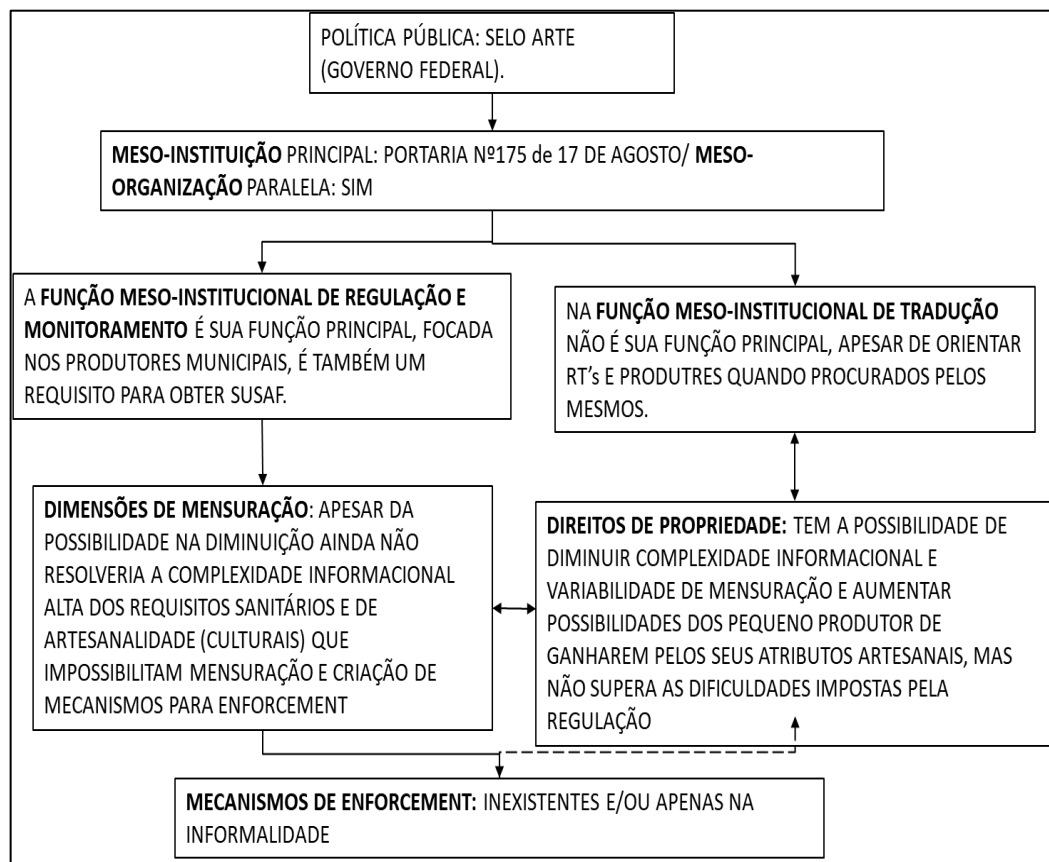 POLÍTICA PÚBLICA: SELO ARTE
(GOVERNO FEDERAL).
MESO-INSTITUIÇÃO PRINCIPAL: PORTARIA Nº175 de 17 DE AGOSTO/ MESO-
ORGANIZAÇÃO PARALELA: SIM
A FUNÇÃO MESO-INSTITUCIONAL DE REGULAÇÃO E
MONITORAMENTO É SUA FUNÇÃO PRINCIPAL, FOCADA
NOS PRODUTORES MUNICIPAIS, É TAMBÉM UM
REQUISITO PARA OBTER SUSAF.
NA FUNÇÃO MESO-INSTITUCIONAL DE TRADUÇÃO
NÃO É SUA FUNÇÃO PRINCIPAL, APESAR DE ORIENTAR
RT's E PRODUTRES QUANDO PROCURADOS PELOS
MESMOS.
DIMENSÕES DE MENSURAÇÃO: APESAR DA
POSSIBILIDADE NA DIMINUIÇÃO AINDA NÃO
RESOLVERIA A COMPLEXIDADE INFORMACIONAL
ALTA DOS REQUISITOS SANITÁRIOS E DE
ARTESANALIDADE (CULTURAIS) QUE
IMPOSSIBILITAM MENSURAÇÃO E CRIAÇÃO DE
MECANISMOS PARA ENFORCEMENT
DIREITOS DE PROPRIEDADE: TEM A POSSIBILIDADE DE
DIMINUIR COMPLEXIDADE INFORMACIONAL E
VARIABILIDADE DE MENSURAÇÃO E AUMENTAR
POSSIBILIDADES DOS PEQUENO PRODUTOR DE
GANHAREM PELOS SEUS ATRIBUTOS ARTESANAIS, MAS
NÃO SUPERA AS DIFICULDADES IMPOSTAS PELA
REGULAÇÃO
MECANISMOS DE ENFORCEMENT: INEXISTENTES E/OU APENAS NA
INFORMALIDADE